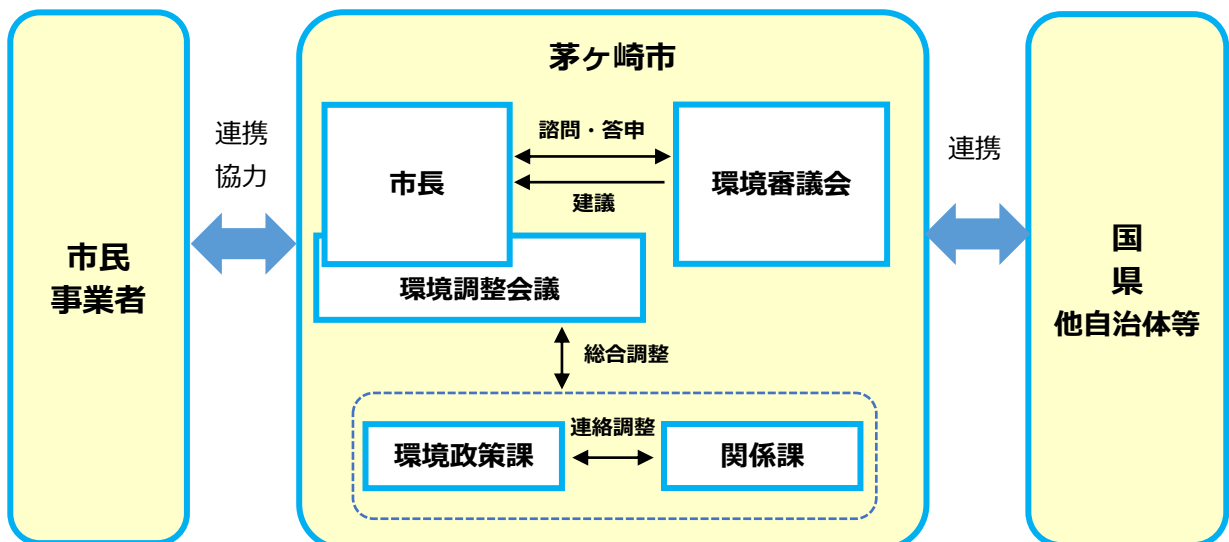 茅ヶ崎市
市民
事業者
連携
協力
市長
諮問・答申
建議
環境審議会
環境調整会議
総合調整
環境政策課
連絡調整
関係課
連携
国
県
他自治体等